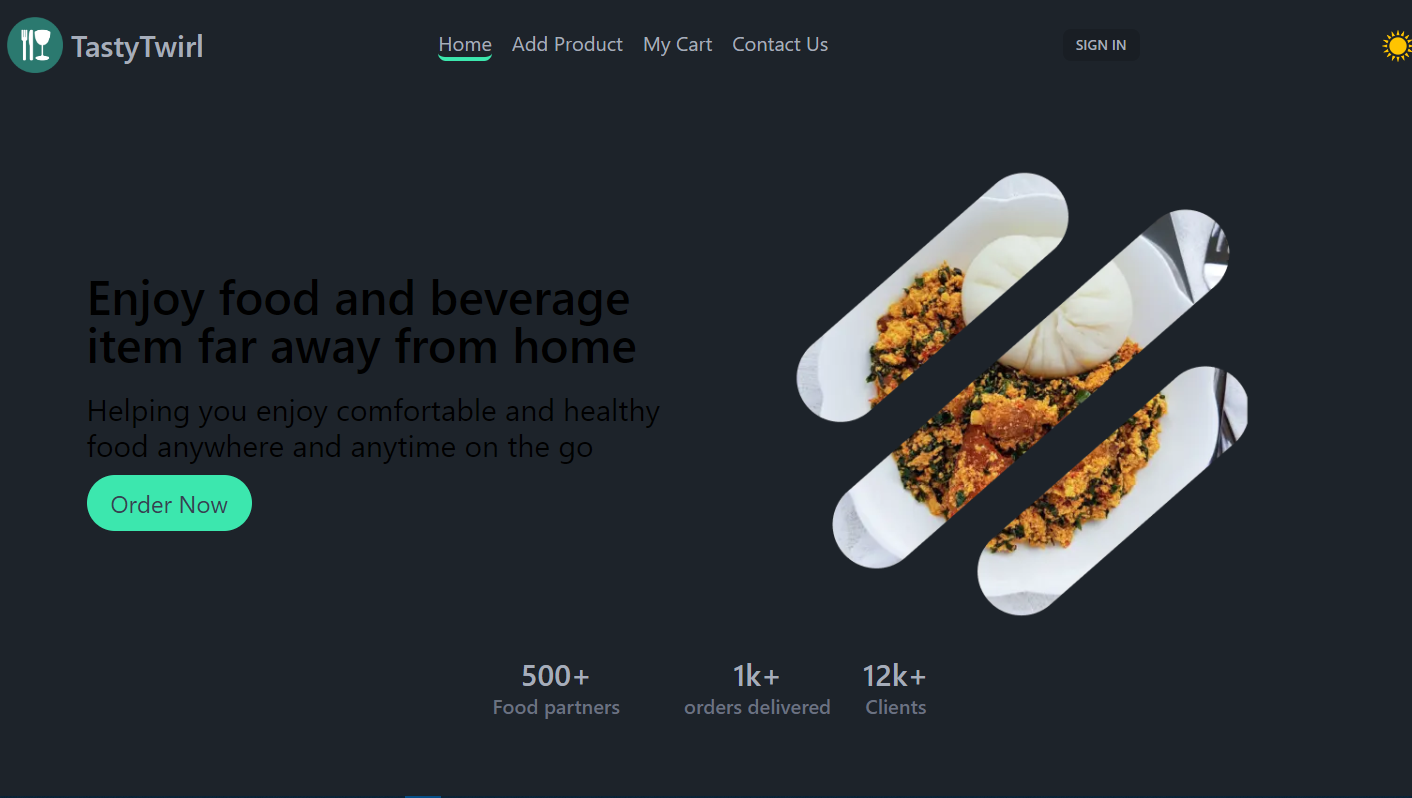 TastyTwirl
Home Add Product My Cart Contact Us
SIGN IN
Enjoy food and beverage
item far away from home
Helping you enjoy comfortable and healthy
food anywhere and anytime on the go
Order Now
500+
Food partners
1k+
orders delivered
12k+
Clients